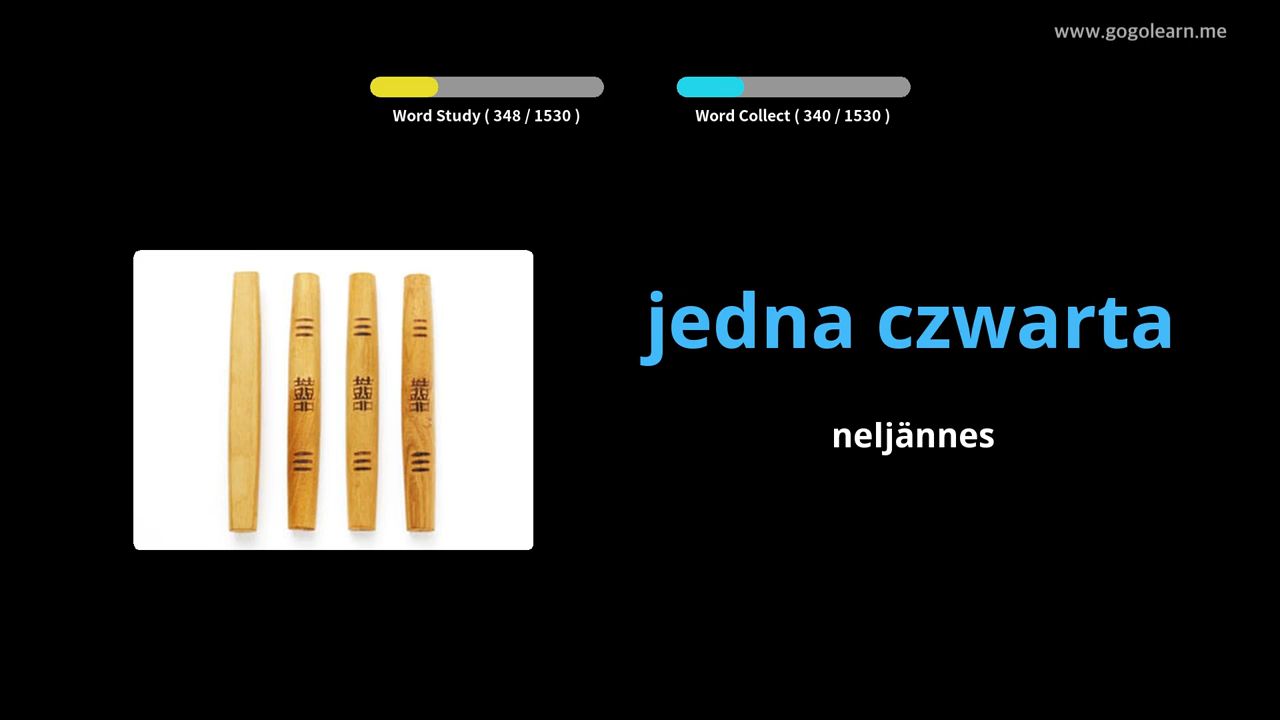 www.gogolearn.me
Word Study ( 348 / 1530 )
Word Collect ( 340 / 1530 )
jedna czwarta
neljännes